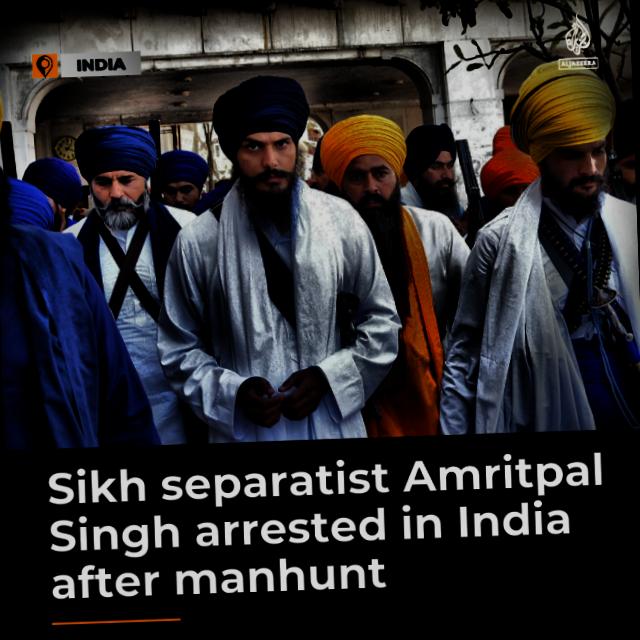 INDIA
ALJAZEERA
Sikh separatist Amritpal
Singh arrested in India
after manhunt